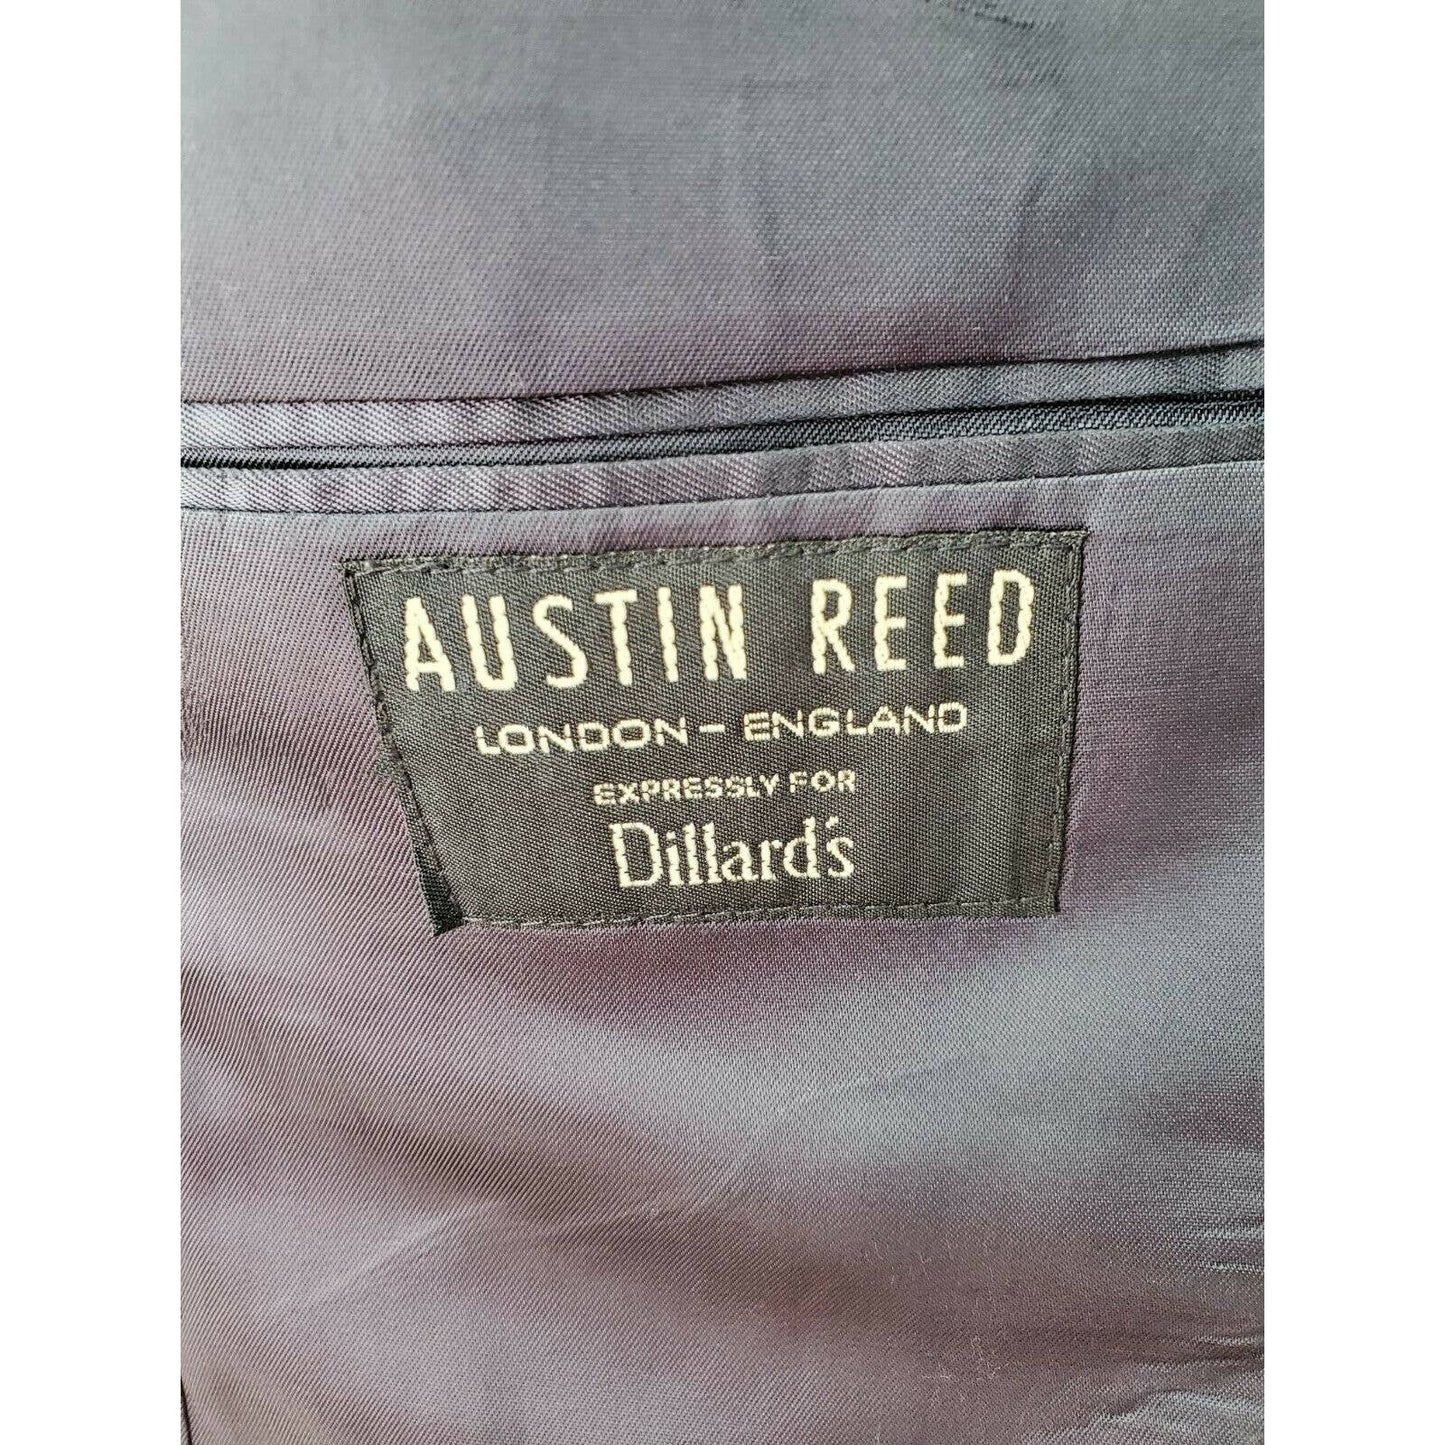 AUSTIN REED
LONDON - ENGLAND
EXPRESSLY FOR
Dillard's